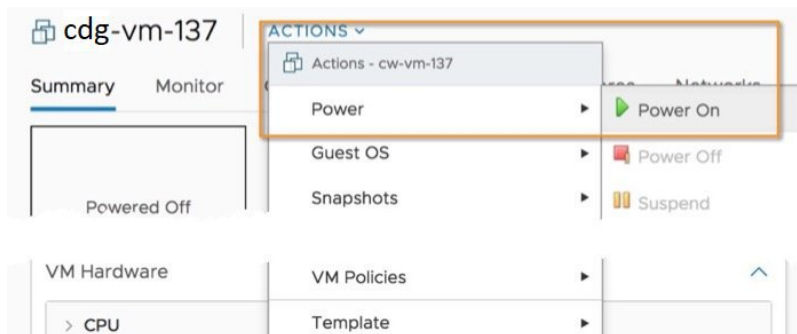 cdg-vm-137 ACTIONS
Actions - cw-vm-137
Summary Monitor Networks
Power Power On
Guest OS Power Off
Powered Off Snapshots Suspend
VM Hardware VM Policies
CPU Template